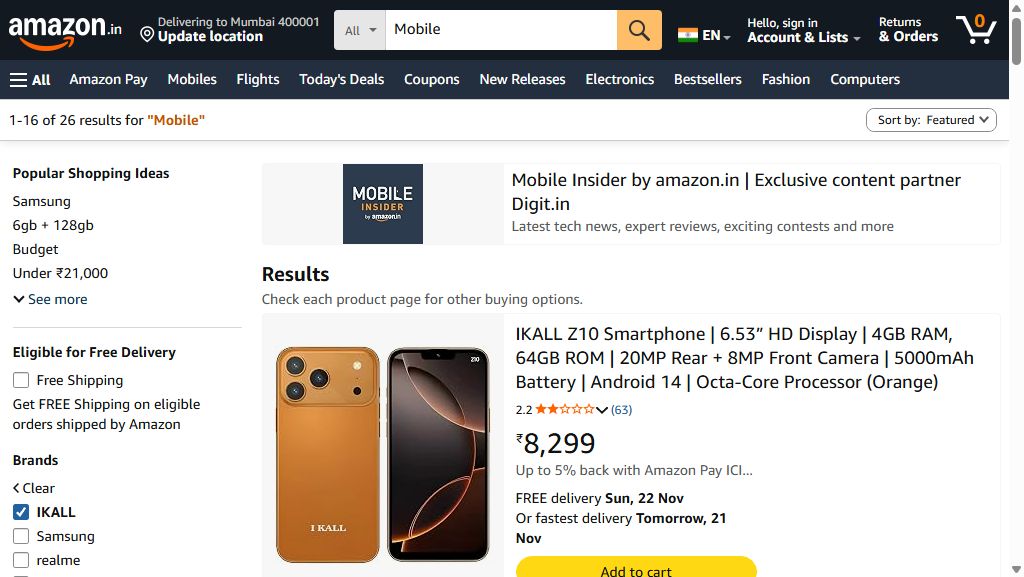 amazon.in
Delivering to Mumbai 400001
Update location
All
Mobile
EN
Hello, sign in
Account & Lists
Returns
& Orders
0
All
Amazon Pay
Mobiles
Flights
Today's Deals
Coupons
New Releases
Electronics
Bestsellers
Fashion
Computers
1-16 of 26 results for "Mobile"
Sort by: Featured
Popular Shopping Ideas
Samsung
6gb + 128gb
Budget
Under ₹21,000
See more
Eligible for Free Delivery
Free Shipping
Get FREE Shipping on eligible
orders shipped by Amazon
Brands
Clear
IKALL
Samsung
realme
MOBILE
INSIDER
by amazon.in
Mobile Insider by amazon.in | Exclusive content partner
Digit.in
Latest tech news, expert reviews, exciting contests and more
Results
Check each product page for other buying options.
Z10
I KALL
IKALL Z10 Smartphone | 6.53” HD Display | 4GB RAM,
64GB ROM | 20MP Rear + 8MP Front Camera | 5000mAh
Battery | Android 14 | Octa-Core Processor (Orange)
2.2 (63)
₹8,299
Up to 5% back with Amazon Pay ICI...
FREE delivery Sun, 22 Nov
Or fastest delivery Tomorrow, 21
Nov
Add to cart